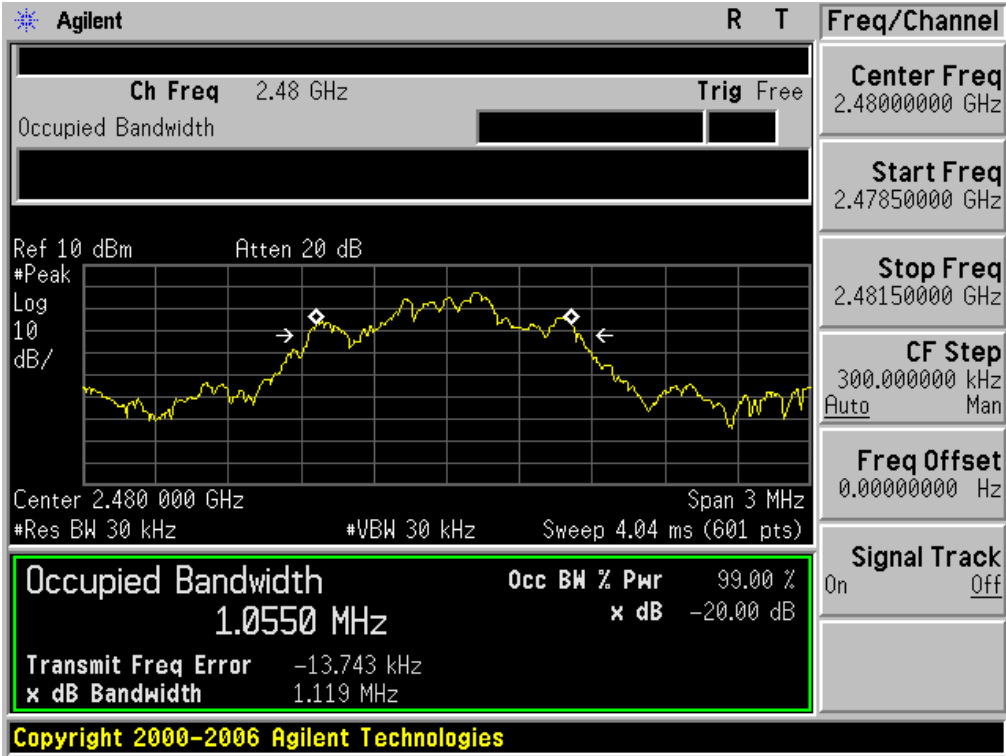 Agilent R T
Freq/Channel
Ch Freq 2.48 GHz Trig Free
Occupied Bandwidth
Center Freq
2.48000000 GHz
Start Freq
2.47850000 GHz
Stop Freq
2.48150000 GHz
CF Step
300.000000 kHz
Auto Man
Freq Offset
0.00000000 Hz
Signal Track
On Off
Ref 10 dBm Atten 20 dB
#Peak
Log
10
dB/
Center 2.480 000 GHz Span 3 MHz
#Res BW 30 kHz #VBW 30 kHz Sweep 4.04 ms (601 pts)
Occupied Bandwidth Occ BW % Pwr 99.00 %
1.0550 MHz x dB -20.00 dB
Transmit Freq Error -13.743 kHz
x dB Bandwidth 1.119 MHz
Copyright 2000-2006 Agilent Technologies